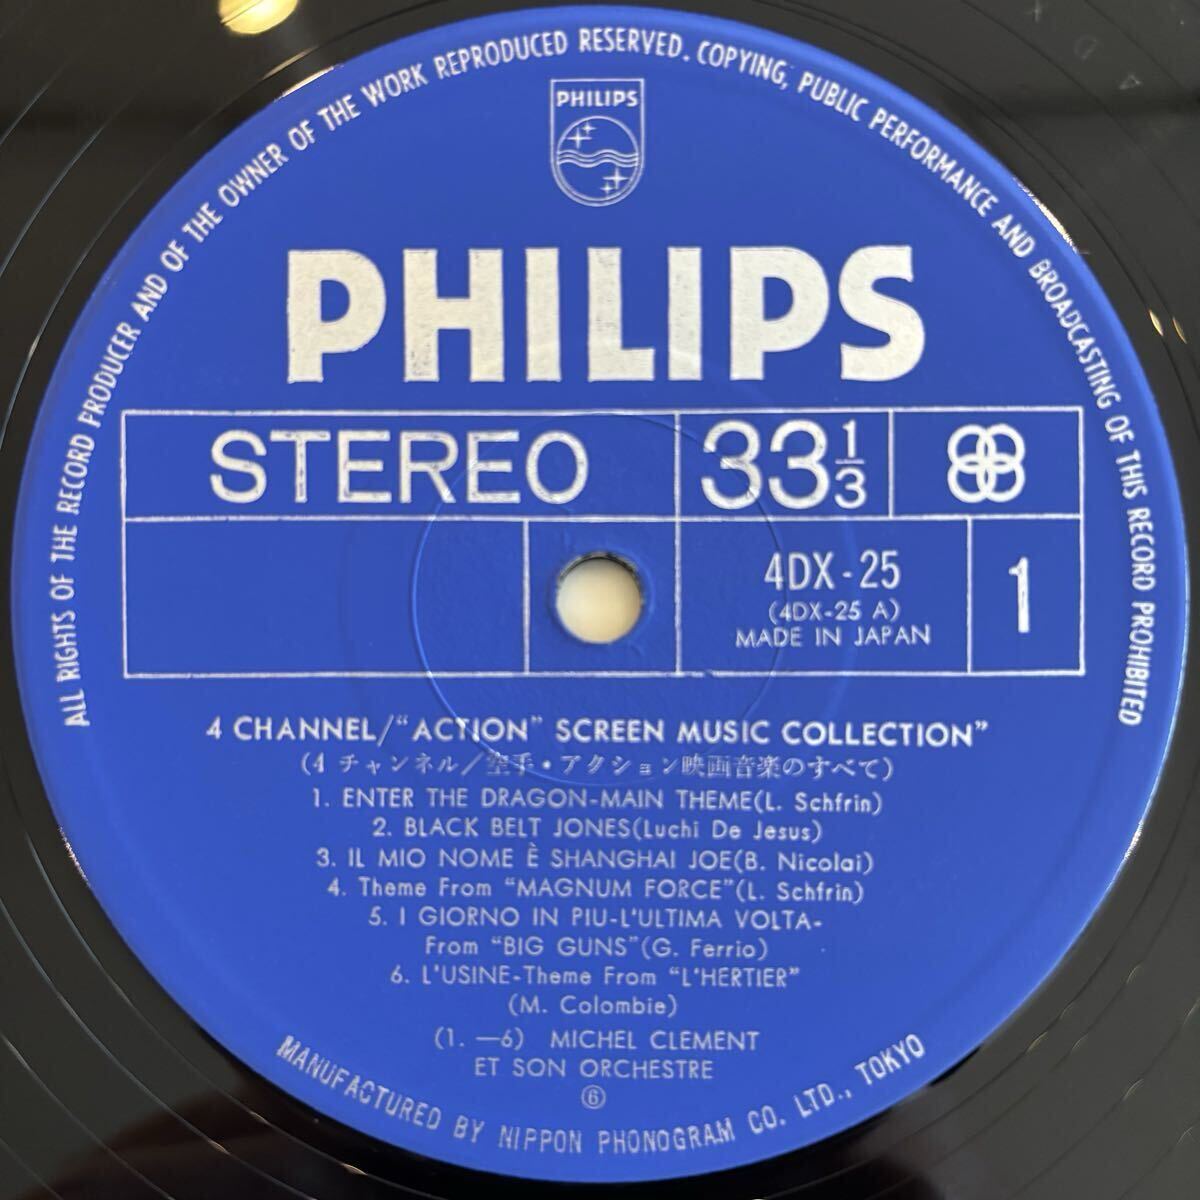 ALL RIGHTS OF THE RECORD PRODUCER AND OF THE OWNER OF THE WORK REPRODUCED RESERVED. COPYING, PUBLIC PERFORMANCE AND BROADCASTING OF THIS RECORD PROHIBITED
PHILIPS
PHILIPS
STEREO
33 1/3
4DX-25
(4DX-25 A)
MADE IN JAPAN
1
4 CHANNEL/“ACTION” SCREEN MUSIC COLLECTION”
(4 チャンネル/空手・アクション映画音楽のすべて)
1. ENTER THE DRAGON-MAIN THEME(L. Schfrin)
2. BLACK BELT JONES(Luchi De Jesus)
3. IL MIO NOME È SHANGHAI JOE(B. Nicolai)
4. Theme From “MAGNUM FORCE”(L. Schfrin)
5. I GIORNO IN PIU-L'ULTIMA VOLTA-
From “BIG GUNS”(G. Ferrio)
6. L'USINE-Theme From “L'HERTIER”
(M. Colombie)
(1. —6) MICHEL CLEMENT
ET SON ORCHESTRE
⑥
MANUFACTURED BY NIPPON PHONOGRAM CO. LTD., TOKYO